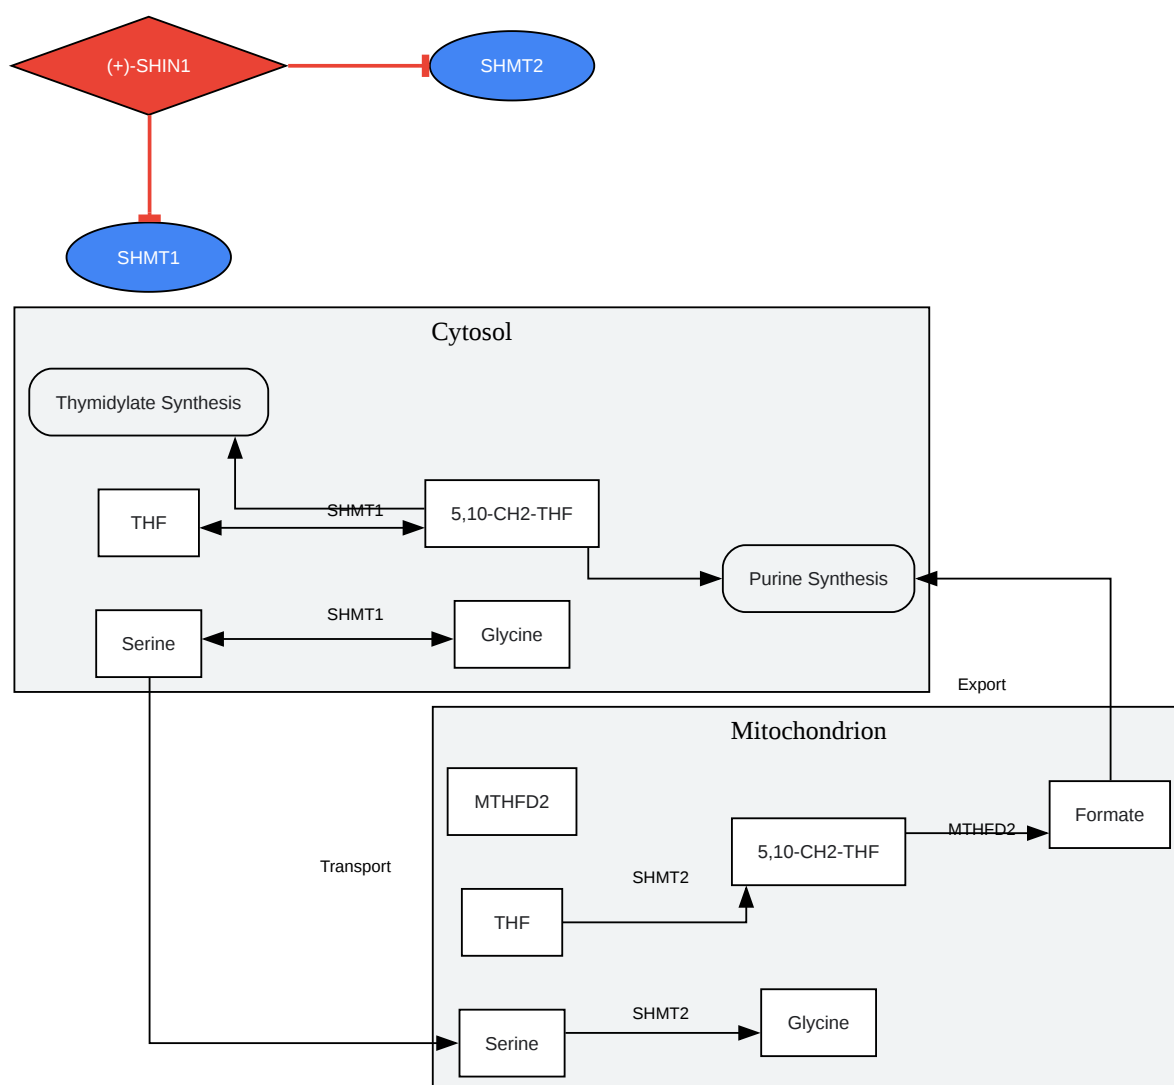 (+)-SHIN1
SHMT2
SHMT1
Cytosol
Thymidylate Synthesis
THF
SHMT1
5,10-CH2-THF
Purine Synthesis
Serine
SHMT1
Glycine
Export
Mitochondrion
MTHFD2
Formate
MTHFD2
5,10-CH2-THF
Transport
SHMT2
THF
SHMT2
Glycine
Serine